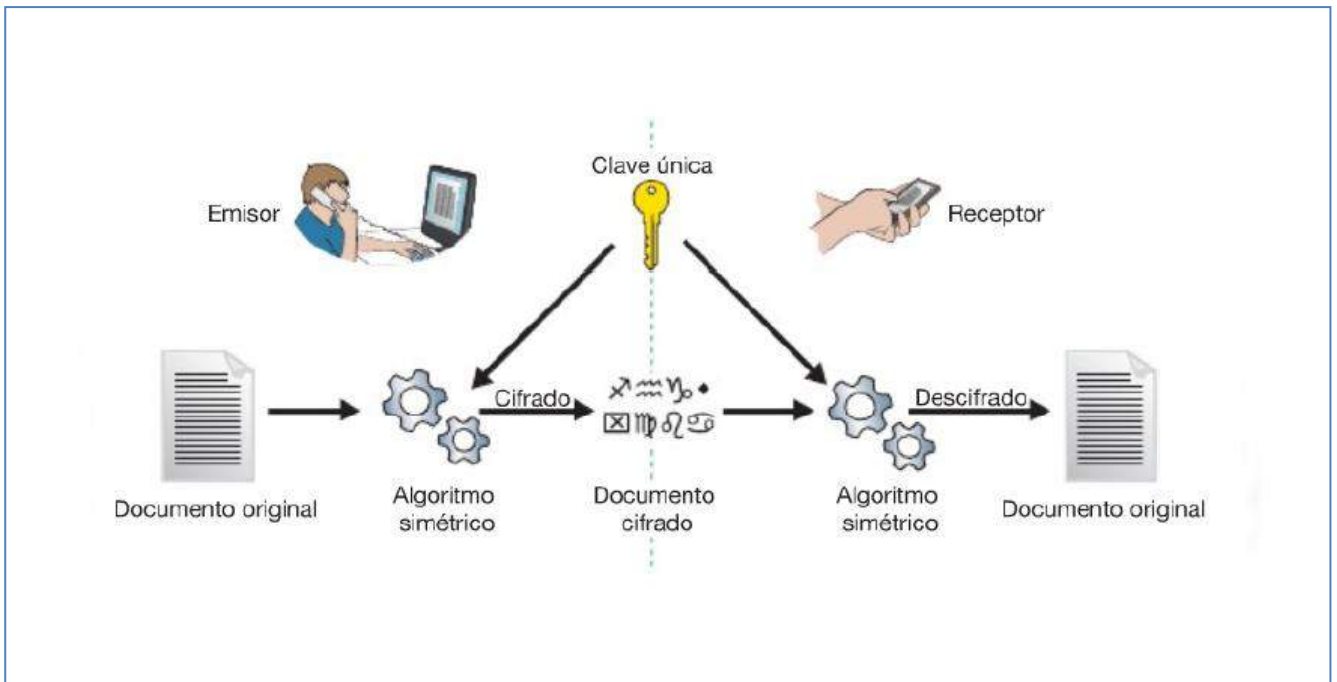 Clave única
Emisor
Receptor
Cifrado
Descifrado
Documento original
Algoritmo
simétrico
Documento
cifrado
Algoritmo
simétrico
Documento original